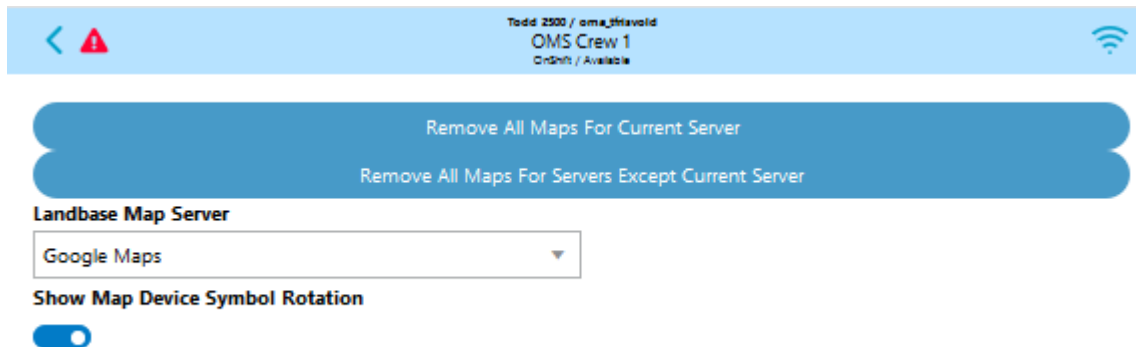 Todd 2500 / oma_tfriavold
OMS Crew 1
OnShift / Available
Remove All Maps For Current Server
Remove All Maps For Servers Except Current Server
Landbase Map Server
Google Maps
Show Map Device Symbol Rotation